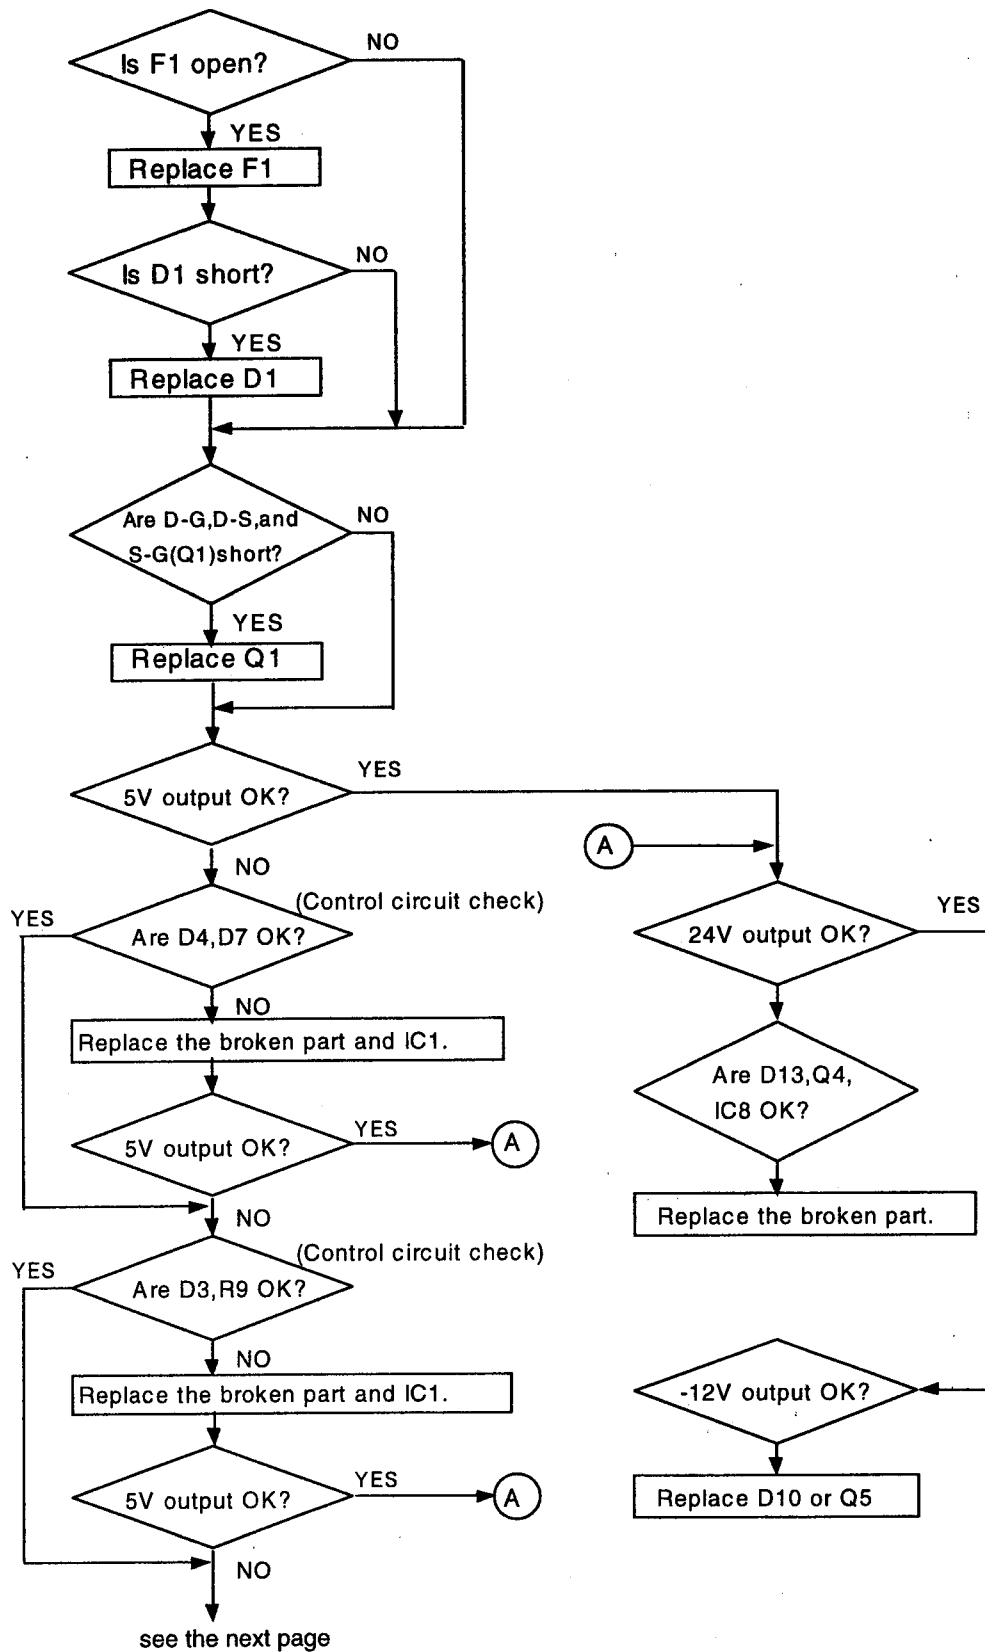 Is F1 open?
NO
YES
Replace F1
Is D1 short?
NO
YES
Replace D1
Are D-G,D-S,and
S-G(Q1)short?
NO
YES
Replace Q1
5V output OK?
YES
NO
(Control circuit check)
YES
Are D4,D7 OK?
NO
Replace the broken part and IC1.
5V output OK?
YES
A
NO
(Control circuit check)
YES
Are D3,R9 OK?
NO
Replace the broken part and IC1.
5V output OK?
YES
A
NO
see the next page
A
24V output OK?
YES
Are D13,Q4,
IC8 OK?
Replace the broken part.
-12V output OK?
Replace D10 or Q5